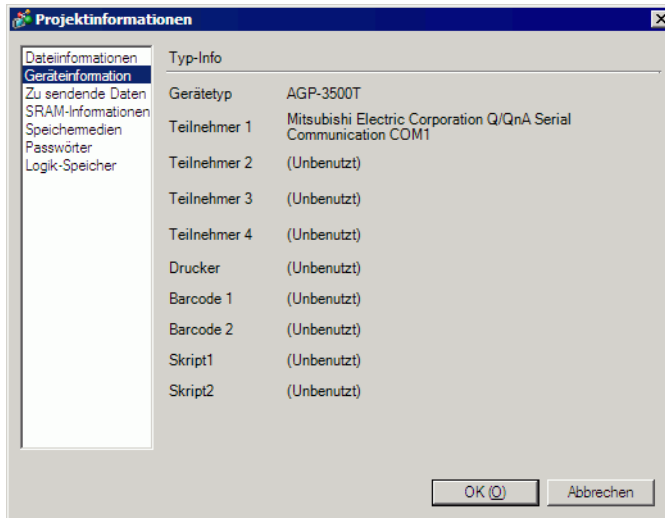 Projektinformationen
Dateiinformationen
Geräteinformation
Zu sendende Daten
SRAM-Informationen
Speichermedien
Passwörter
Logik-Speicher
Typ-Info
Gerätetyp AGP-3500T
Teilnehmer 1 Mitsubishi Electric Corporation Q/QnA Serial
Communication COM1
Teilnehmer 2 (Unbenutzt)
Teilnehmer 3 (Unbenutzt)
Teilnehmer 4 (Unbenutzt)
Drucker (Unbenutzt)
Barcode 1 (Unbenutzt)
Barcode 2 (Unbenutzt)
Skript1 (Unbenutzt)
Skript2 (Unbenutzt)
OK (O) Abbrechen